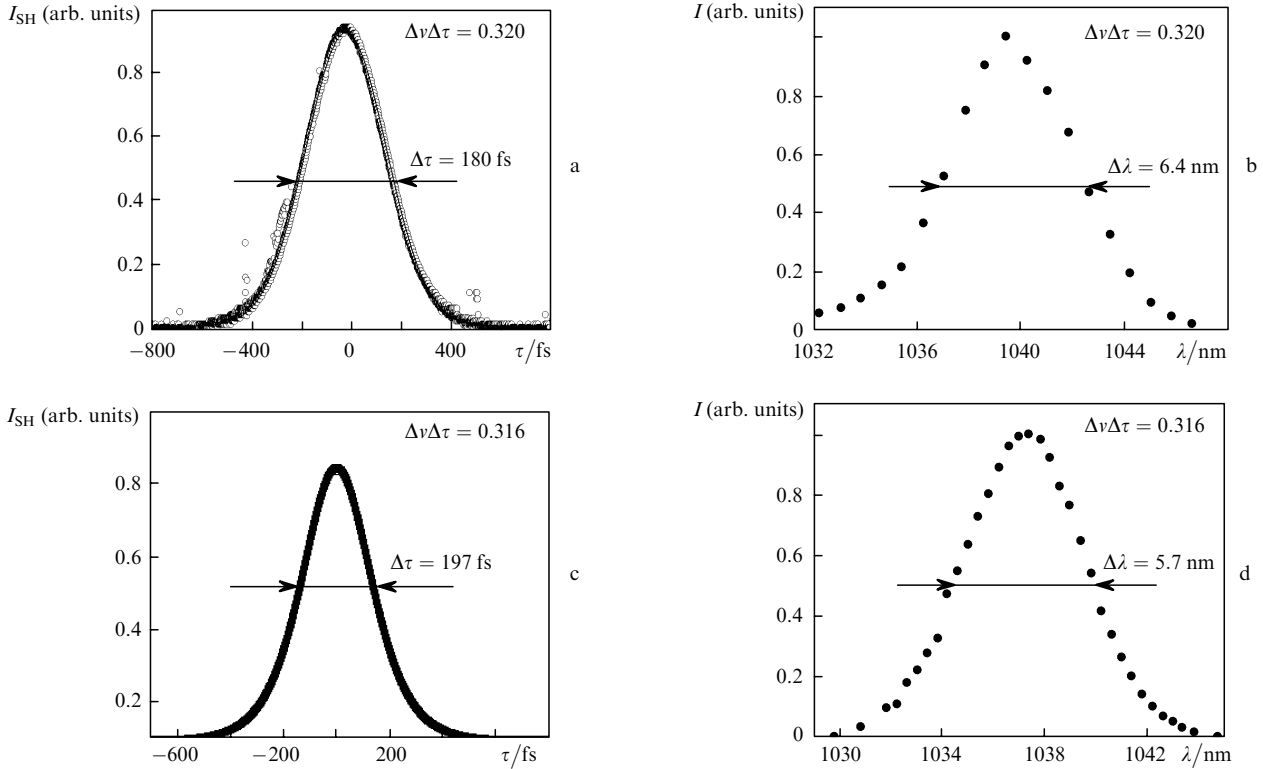 I_SH (arb. units)
ΔνΔτ = 0.320
0.8
0.6
Δτ = 180 fs
0.4
0.2
0
−800
−400
0
400
τ/fs
a
I (arb. units)
ΔνΔτ = 0.320
0.8
0.6
Δλ = 6.4 nm
0.4
0.2
0
1032
1036
1040
1044
λ/nm
b
I_SH (arb. units)
ΔνΔτ = 0.316
0.8
0.6
Δτ = 197 fs
0.4
0.2
−600
−200
0
200
τ/fs
c
I (arb. units)
ΔνΔτ = 0.316
0.8
0.6
Δλ = 5.7 nm
0.4
0.2
0
1030
1034
1038
1042
λ/nm
d